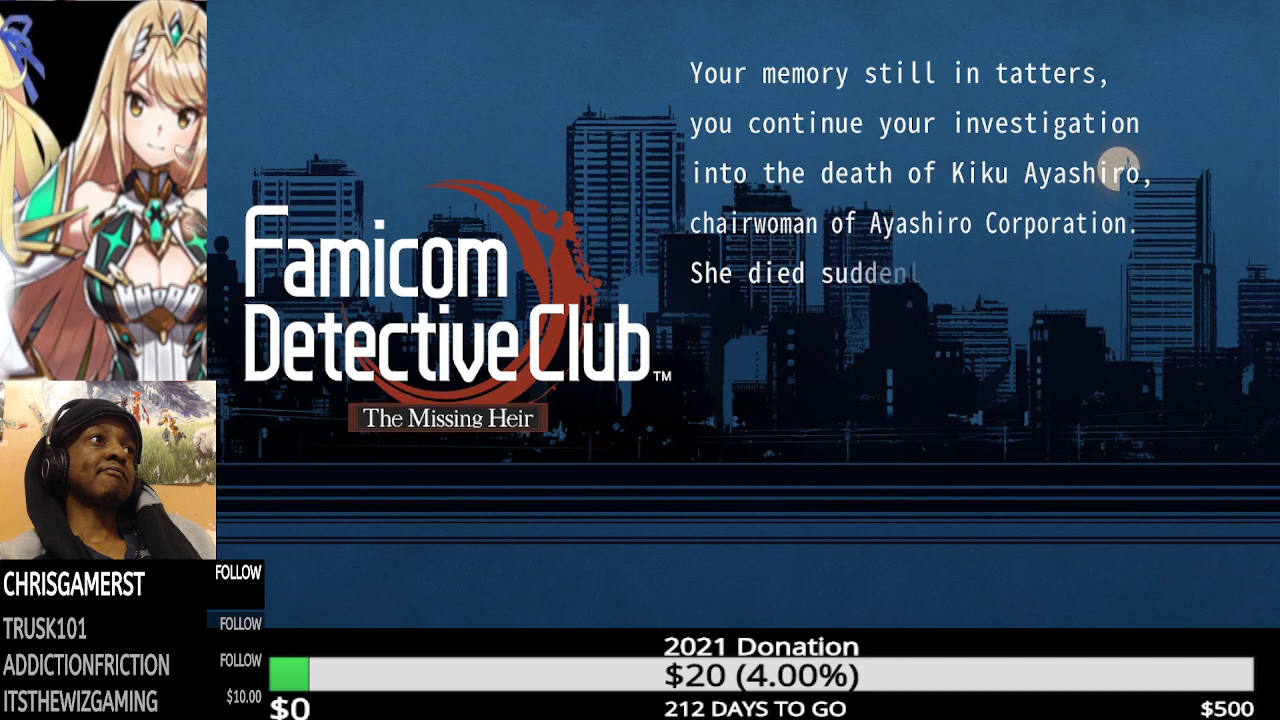 Your memory still in tatters,
you continue your investigation
into the death of Kiku Ayashiro,
chairwoman of Ayashiro Corporation.
She died suddenl
Famicom
Detective Club™
The Missing Heir
CHRISGAMERST FOLLOW
TRUSK101 FOLLOW
ADDICTIONFRICTION FOLLOW
ITSTHEWIZGAMING $10.00
2021 Donation
$20 (4.00%)
$0 212 DAYS TO GO $500